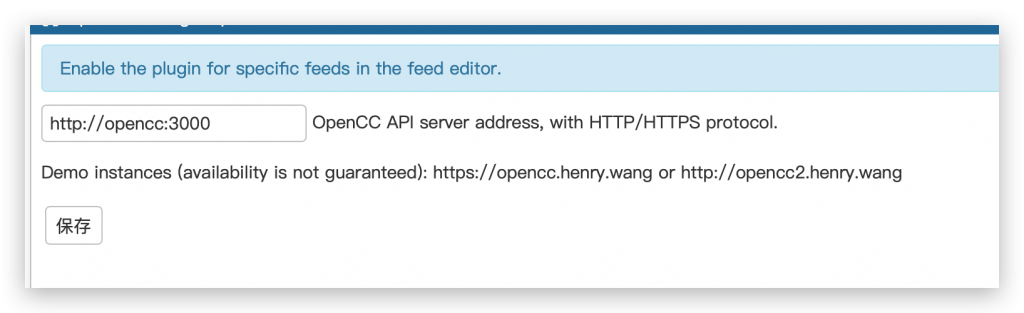 Enable the plugin for specific feeds in the feed editor.
http://opencc:3000 OpenCC API server address, with HTTP/HTTPS protocol.
Demo instances (availability is not guaranteed): https://opencc.henry.wang or http://opencc2.henry.wang
保存